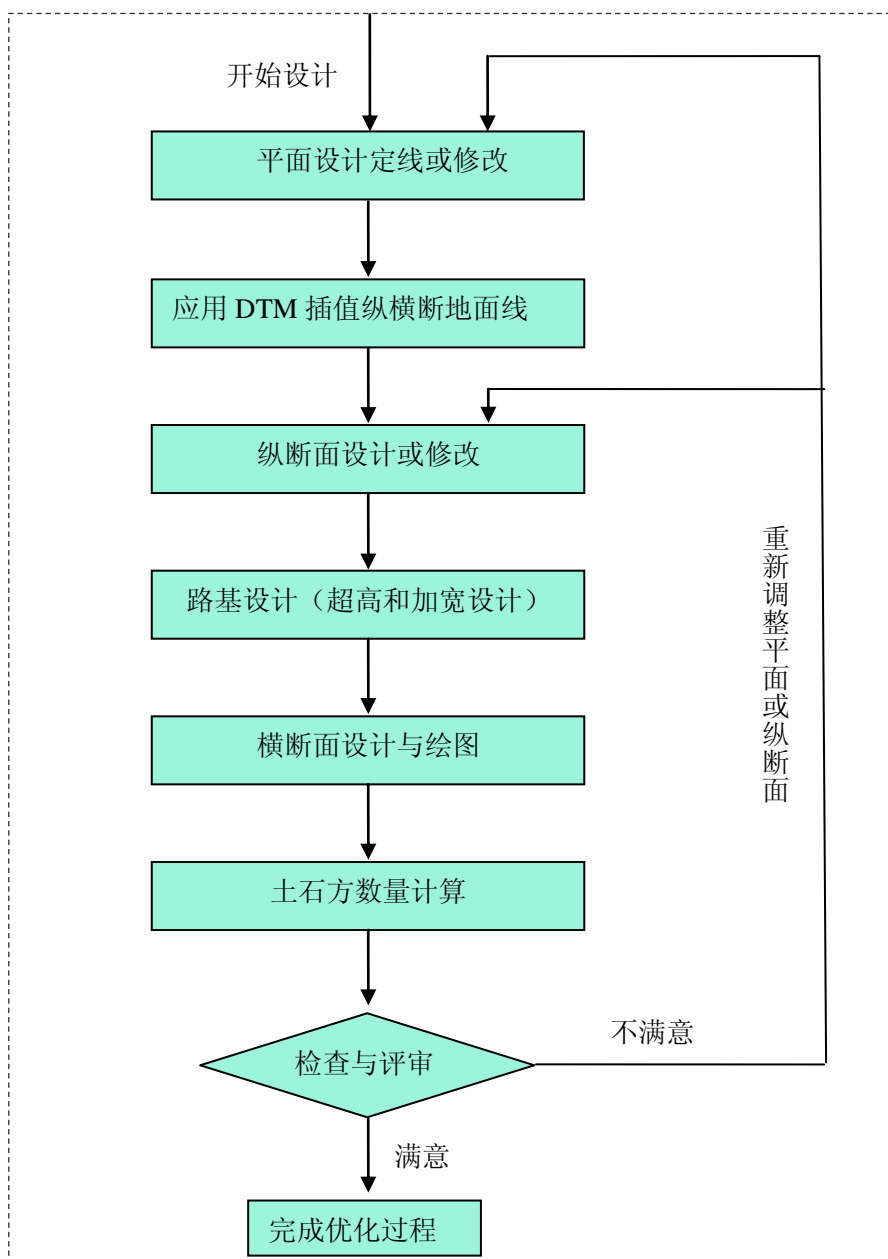 开始设计
平面设计定线或修改
应用 DTM 插值纵横断地面线
纵断面设计或修改
路基设计（超高和加宽设计）
重新调整平面或纵断面
横断面设计与绘图
土石方数量计算
不满意
检查与评审
满意
完成优化过程